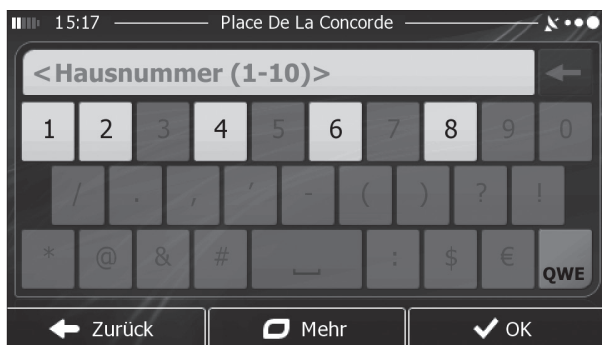 15:17 Place De La Concorde
<Hausnummer (1-10)>
1 2 3 4 5 6 7 8 9 0
/ . , ' - ( ) ? !
* @ & # : $ € QWE
Zurück Mehr OK